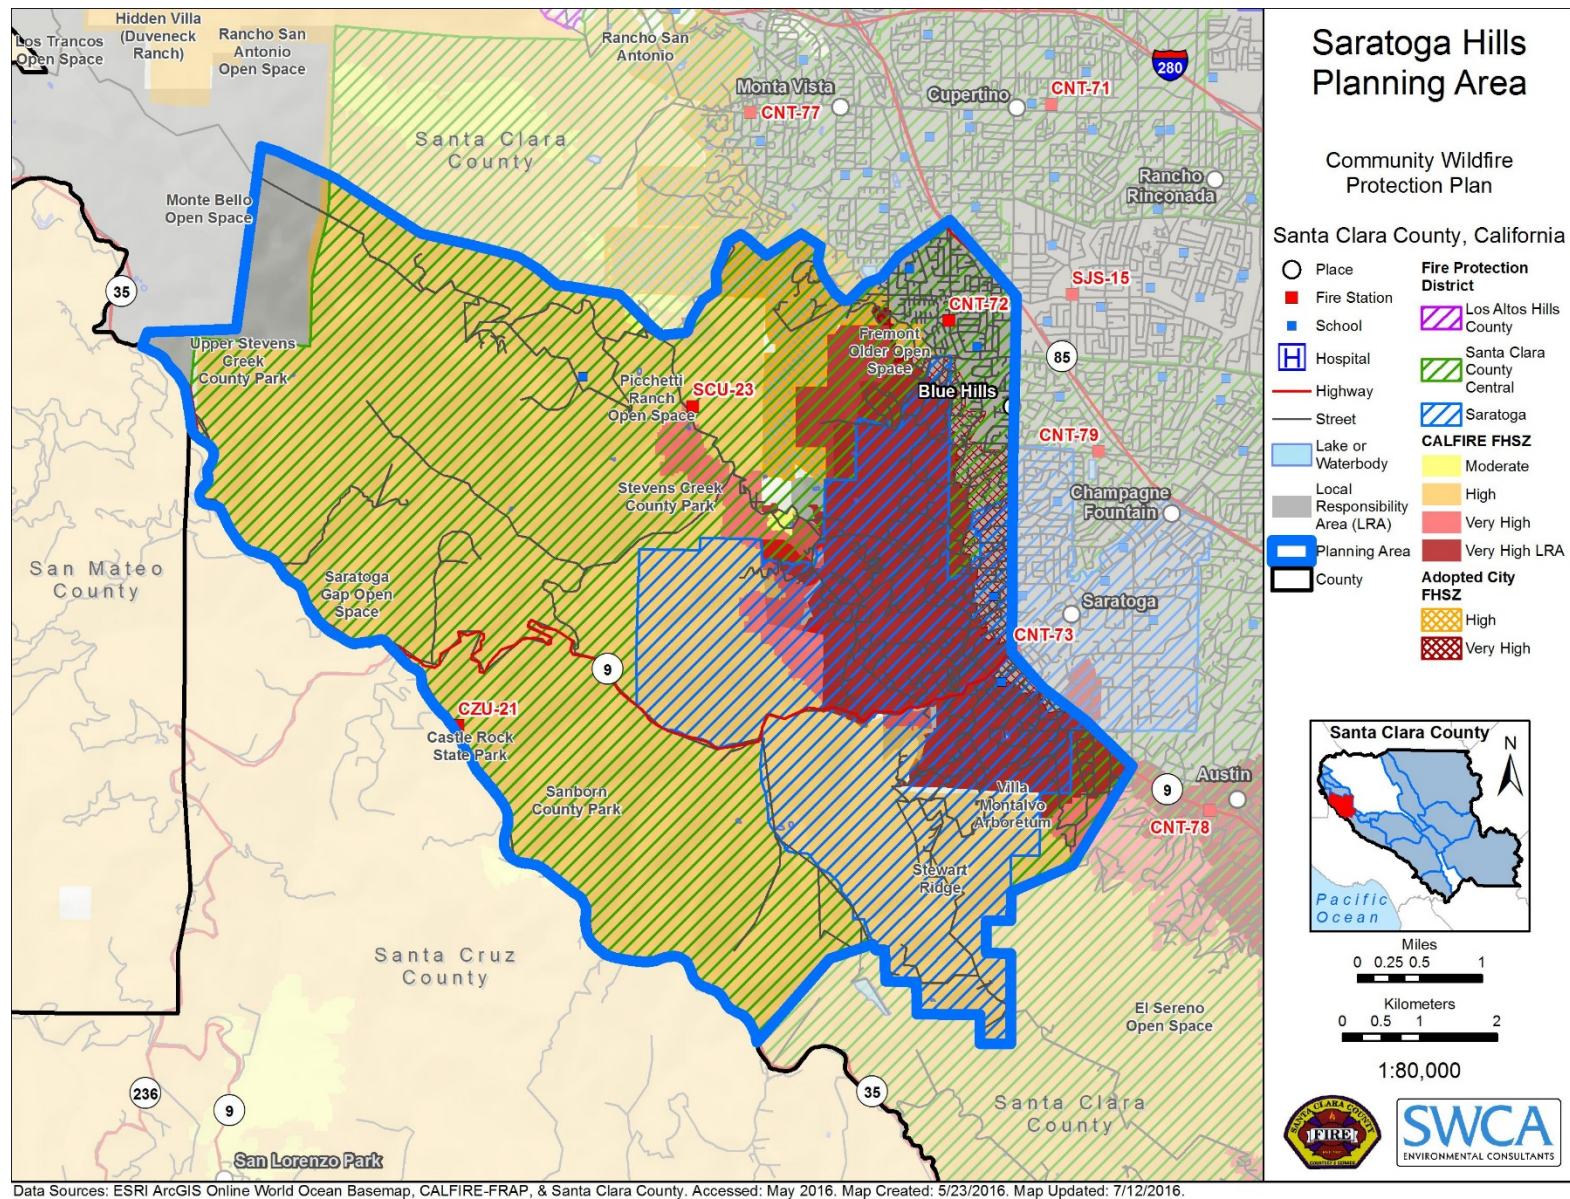 Hidden Villa
(Duveneck
Ranch)
Los Trancos
Open Space
Rancho San
Antonio
Open Space
Rancho San
Antonio
280
Monta Vista
Cupertino
CNT-71
CNT-77
Santa Clara
County
Rancho
Rinconada
Monte Bello
Open Space
35
SJS-15
CNT-72
Upper Stevens
Creek
County Park
Fremont
Older Open
Space
85
Picchetti
Ranch
Open Space
SCU-23
Blue Hills
CNT-79
Stevens Creek
County Park
Champagne
Fountain
San Mateo
County
Saratoga
Gap Open
Space
Saratoga
CNT-73
9
CZU-21
Castle Rock
State Park
Sanborn
County Park
Villa
Montalvo
Arboretum
9
Austin
CNT-78
Stewart
Ridge
Santa Cruz
County
El Sereno
Open Space
236
9
35
Santa Clara
County
San Lorenzo Park
Saratoga Hills
Planning Area
Community Wildfire
Protection Plan
Santa Clara County, California
Place
Fire Station
School
H
Hospital
Highway
Street
Lake or
Waterbody
Local
Responsibility
Area (LRA)
Planning Area
County
Fire Protection
District
Los Altos Hills
County
Santa Clara
County
Central
Saratoga
CALFIRE FHSZ
Moderate
High
Very High
Very High LRA
Adopted City
FHSZ
High
Very High
Santa Clara County
N
Pacific
Ocean
Miles
0 0.25 0.5 1
Kilometers
0 0.5 1 2
1:80,000
SANTA CLARA COUNTY
FIRE
SWCA
ENVIRONMENTAL CONSULTANTS
Data Sources: ESRI ArcGIS Online World Ocean Basemap, CALFIRE-FRAP, & Santa Clara County. Accessed: May 2016. Map Created: 5/23/2016. Map Updated: 7/12/2016.